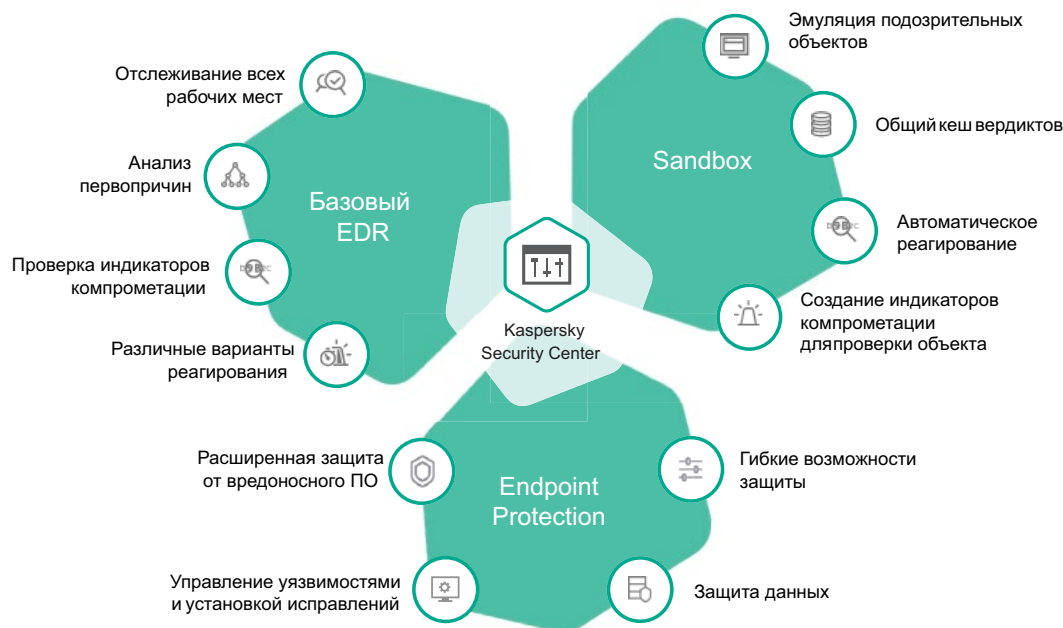 Отслеживание всех
рабочих мест
Анализ
первопричин
Базовый
EDR
Проверка индикаторов
компрометации
Различные варианты
реагирования
Эмуляция подозрительных
объектов
Общий кеш вердиктов
Sandbox
Автоматическое
реагирование
Создание индикаторов
компрометации
для проверки объекта
Kaspersky
Security Center
Расширенная защита
от вредоносного ПО
Endpoint
Protection
Гибкие возможности
защиты
Управление уязвимостями
и установкой исправлений
Защита данных